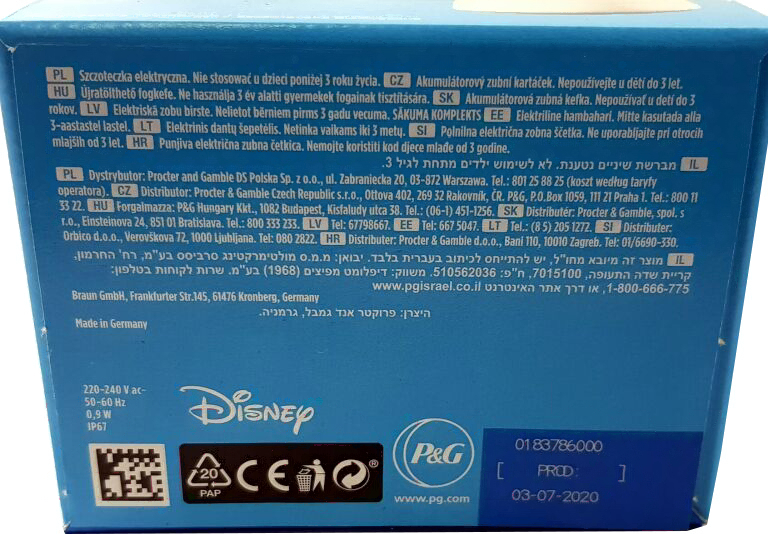 PL Szczoteczka elektryczna. Nie stosować u dzieci poniżej 3 roku życia. CZ Akumulátorový zubní kartáček. Nepoužívejte u dětí do 3 let.
HU Újratölthető fogkefe. Ne használja 3 év alatti gyermekek fogainak tisztítására. SK Akumulátorová zubná kefka. Nepoužívať u detí do 3
rokov. LV Elektriskā zobu birste. Nelietot bērniem pirms 3 gadu vecuma. SĀKUMA KOMPLEKTS EE Elektriline hambahari. Mitte kasutada alla
3-aastastel lastel. LT Elektrinis dantų šepetėlis. Netinka vaikams iki 3 metų. SI Polnilna električna zobna ščetka. Ne uporabljajte pri otrocih
mlajših od 3 let. HR Punjiva električna zubna četkica. Nemojte koristiti kod djece mlađe od 3 godine.
IL מברשת שיניים נטענת. לא לשימוש ילדים מתחת לגיל 3.
PL Dystrybutor: Procter and Gamble DS Polska Sp. z o.o., ul. Zabraniecka 20, 03-872 Warszawa. Tel.: 801 25 88 25 (koszt według taryfy
operatora). CZ Distributor: Procter & Gamble Czech Republic s.r.o., Ottova 402, 269 32 Rakovník, ČR. P&G, P.O.Box 1059, 111 21 Praha 1. Tel.: 800 11
33 22. HU Forgalmazza: P&G Hungary Kkt., 1082 Budapest, Kisfaludy utca 38. Tel.: (06-1) 451-1256. SK Distributér: Procter & Gamble, spol. s
r.o., Einsteinova 24, 851 01 Bratislava. Tel.: 800 333 233. LV Tel: 67798667. EE Tel: 667 5047. LT Tel.: (8 5) 205 1272. SI Distributer:
Orbico d.o.o., Verovškova 72, 1000 Ljubljana. Tel: 080 2822. HR Distributer: Procter & Gamble d.o.o., Bani 110, 10010 Zagreb. Tel: 01/6690-330.
IL מוצר זה מיובא מחו"ל, יש להתייחס לכיתוב בעברית בלבד. יבואן: מ.מ.ס מולטימרקטינג סרביסס בע"מ, רח' החרמון,
קריית שדה התעופה, 7015100, ח"פ: 510562036. משווק: דיפלומט מפיצים (1968) בע"מ. שרות לקוחות בטלפון:
1-800-666-775, או דרך אתר האינטרנט www.pgisrael.co.il
Braun GmbH, Frankfurter Str.145, 61476 Kronberg, Germany
היצרן: פרוקטר אנד גמבל, גרמניה.
Made in Germany
220-240 V ac~
50-60 Hz
0,9 W
IP67
Disney
20
PAP
CE
®
P&G
www.pg.com
0183786000
[ PROD: ]
03-07-2020